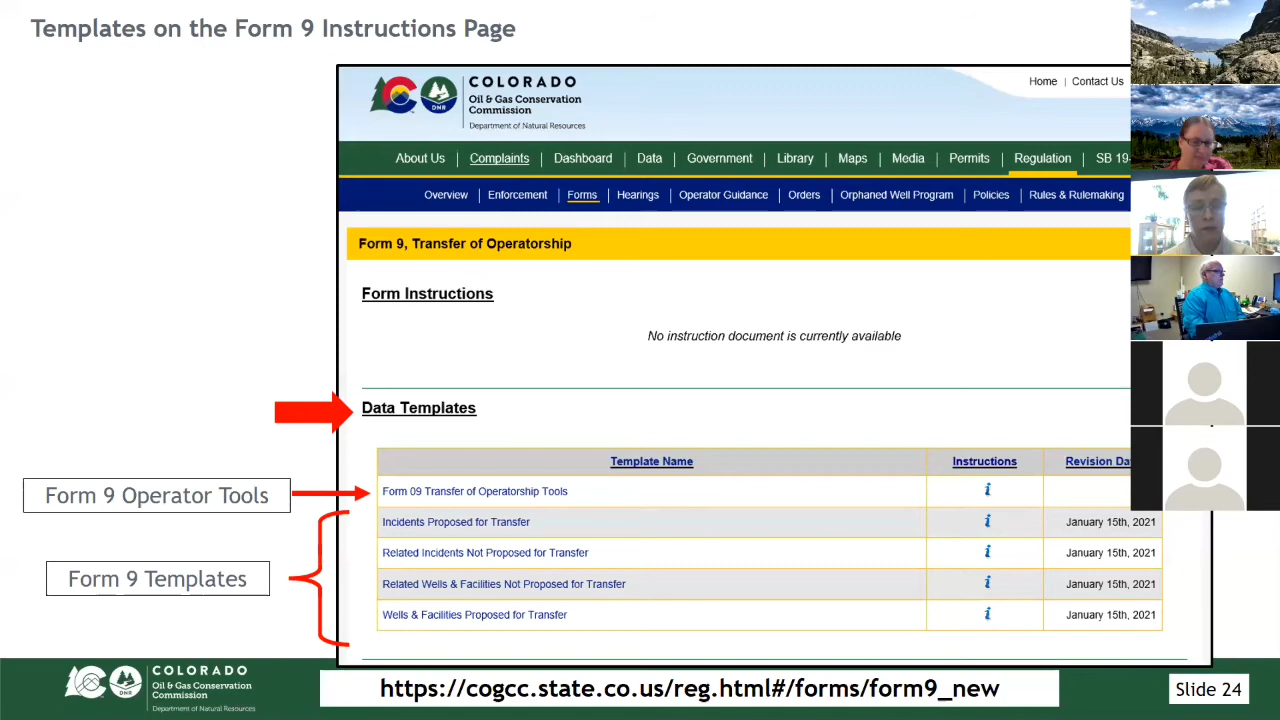 Templates on the Form 9 Instructions Page
COLORADO
Oil & Gas Conservation
Commission
Department of Natural Resources
DNR
Home | Contact Us
About Us | Complaints | Dashboard | Data | Government | Library | Maps | Media | Permits | Regulation | SB 19-
Overview | Enforcement | Forms | Hearings | Operator Guidance | Orders | Orphaned Well Program | Policies | Rules & Rulemaking
Form 9, Transfer of Operatorship
Form Instructions
No instruction document is currently available
Data Templates
Template Name Instructions Revision Da
Form 9 Operator Tools
Form 09 Transfer of Operatorship Tools i
Incidents Proposed for Transfer i January 15th, 2021
Related Incidents Not Proposed for Transfer i January 15th, 2021
Form 9 Templates
Related Wells & Facilities Not Proposed for Transfer i January 15th, 2021
Wells & Facilities Proposed for Transfer i January 15th, 2021
COLORADO
Oil & Gas Conservation
Commission
Department of Natural Resources
DNR
https://cogcc.state.co.us/reg.html#/forms/form9_new
Slide 24